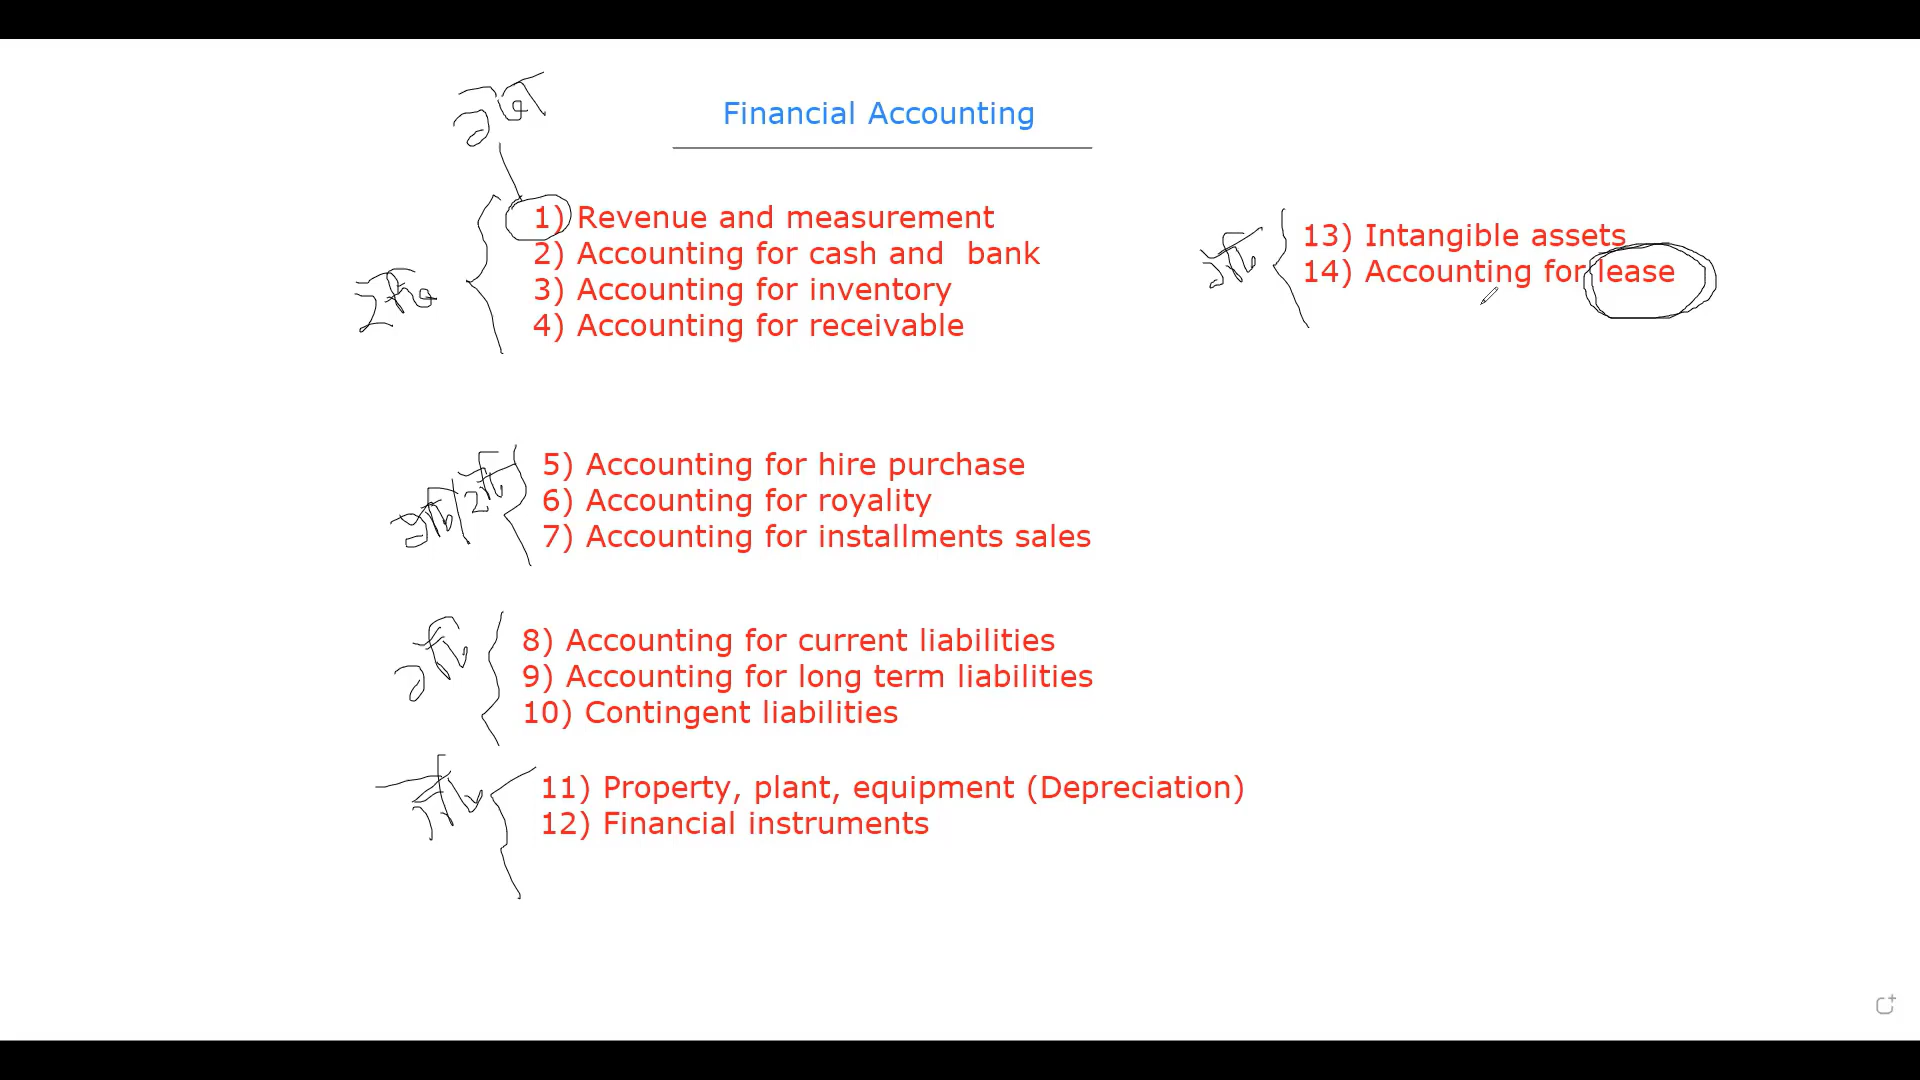 Financial Accounting
1) Revenue and measurement
2) Accounting for cash and bank
3) Accounting for inventory
4) Accounting for receivable
5) Accounting for hire purchase
6) Accounting for royality
7) Accounting for installments sales
8) Accounting for current liabilities
9) Accounting for long term liabilities
10) Contingent liabilities
11) Property, plant, equipment (Depreciation)
12) Financial instruments
13) Intangible assets
14) Accounting for lease